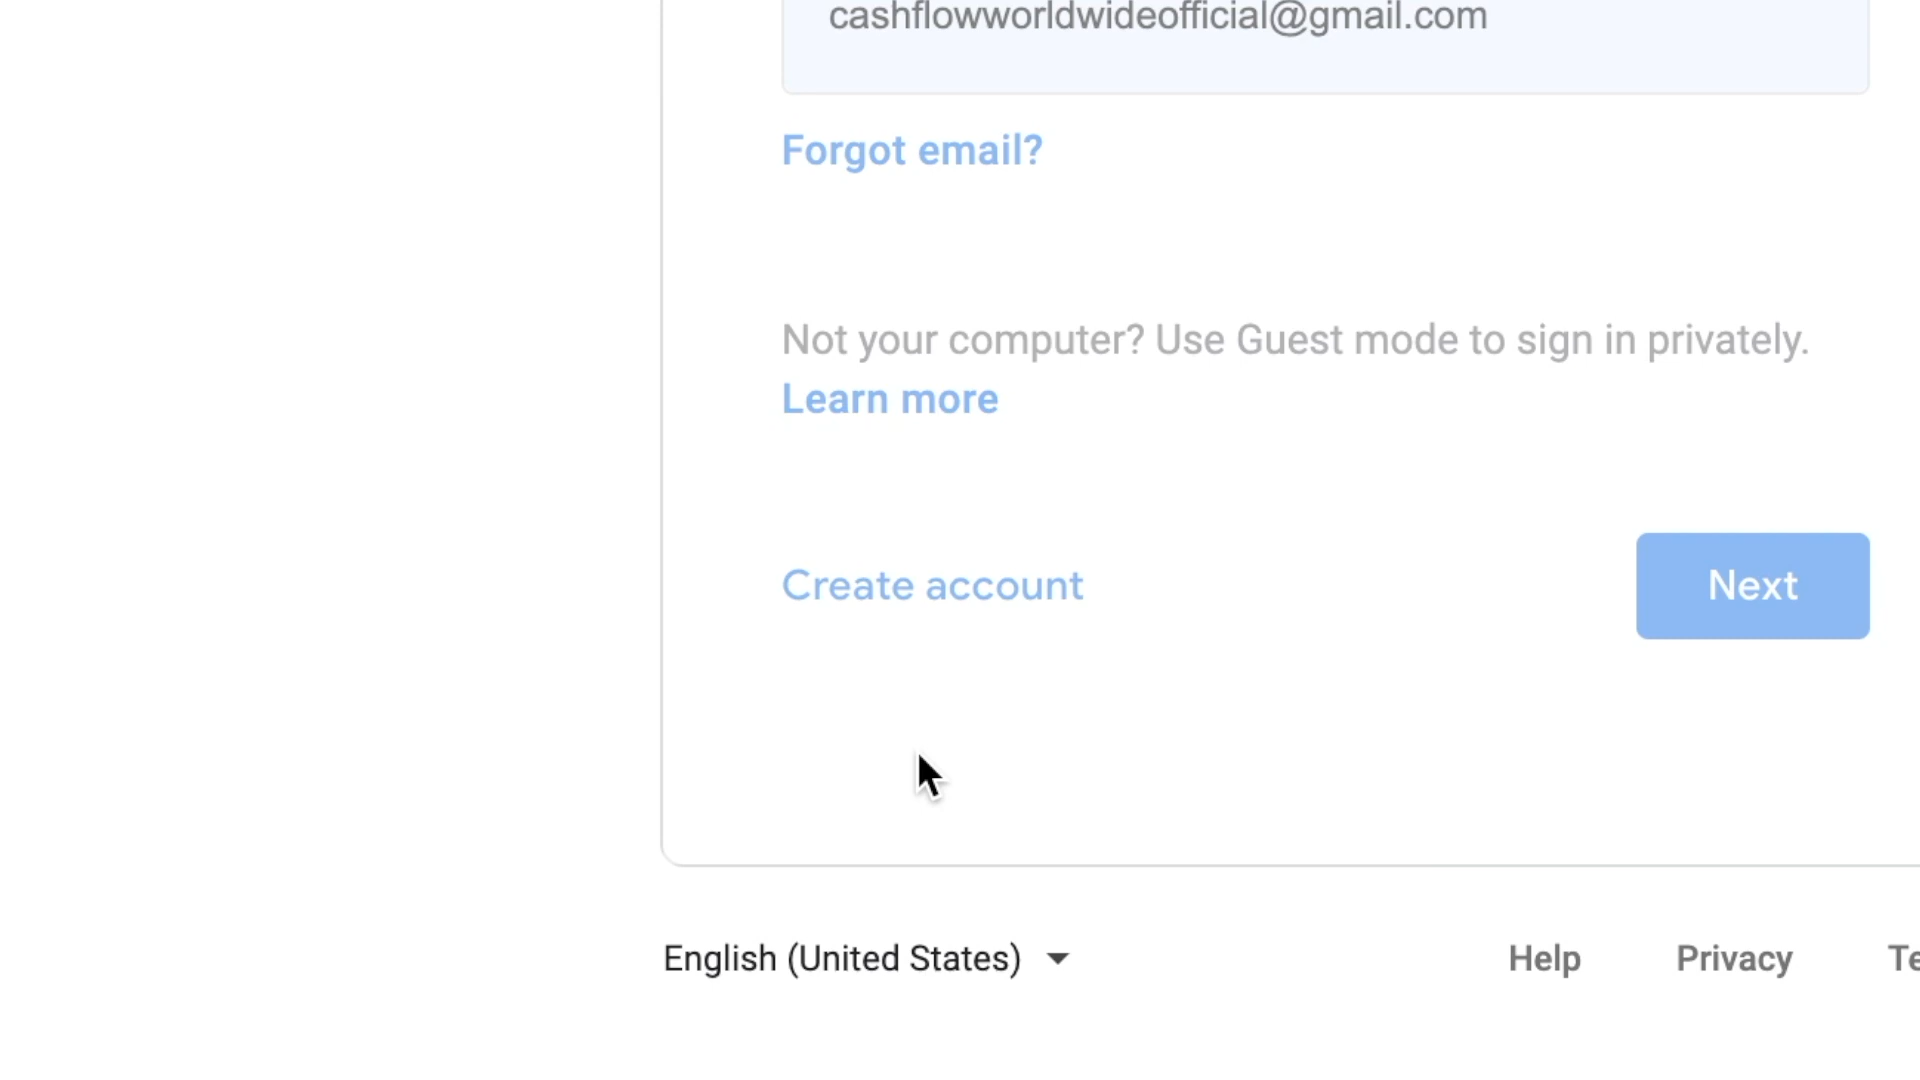 cashflowworldwideofficial@gmail.com
Forgot email?
Not your computer? Use Guest mode to sign in privately.
Learn more
Create account
Next
English (United States)
Help
Privacy